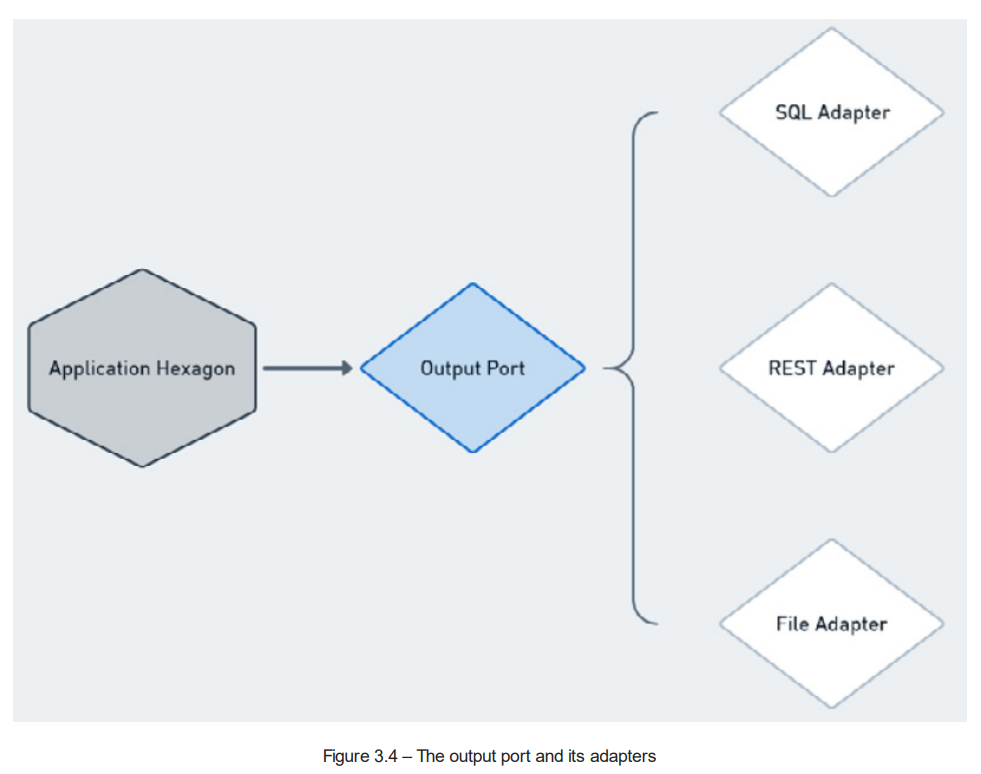 SQL Adapter
Application Hexagon
Output Port
REST Adapter
File Adapter
Figure 3.4 – The output port and its adapters